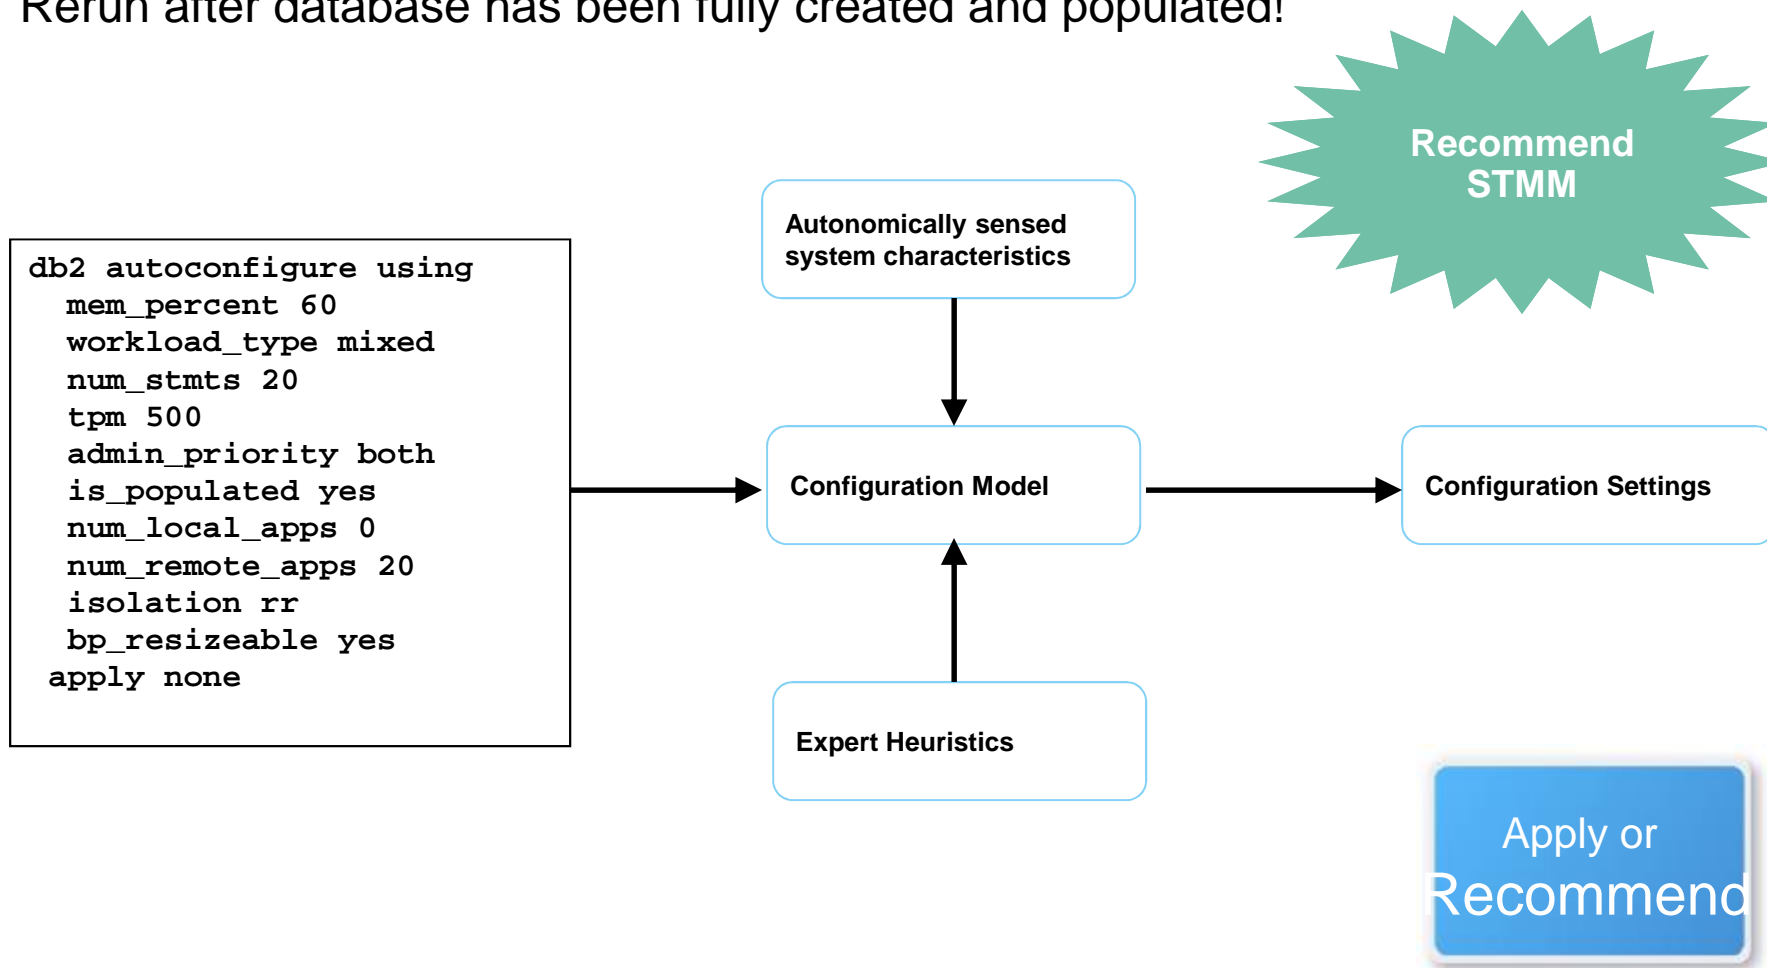 Rerun after database has been fully created and populated!
Recommend
STMM
Autonomically sensed
system characteristics
db2 autoconfigure using
mem_percent 60
workload_type mixed
num_stmts 20
tpm 500
admin_priority both
is_populated yes
num_local_apps 0
num_remote_apps 20
isolation rr
bp_resizeable yes
apply none
Configuration Model
Configuration Settings
Expert Heuristics
Apply or
Recommend